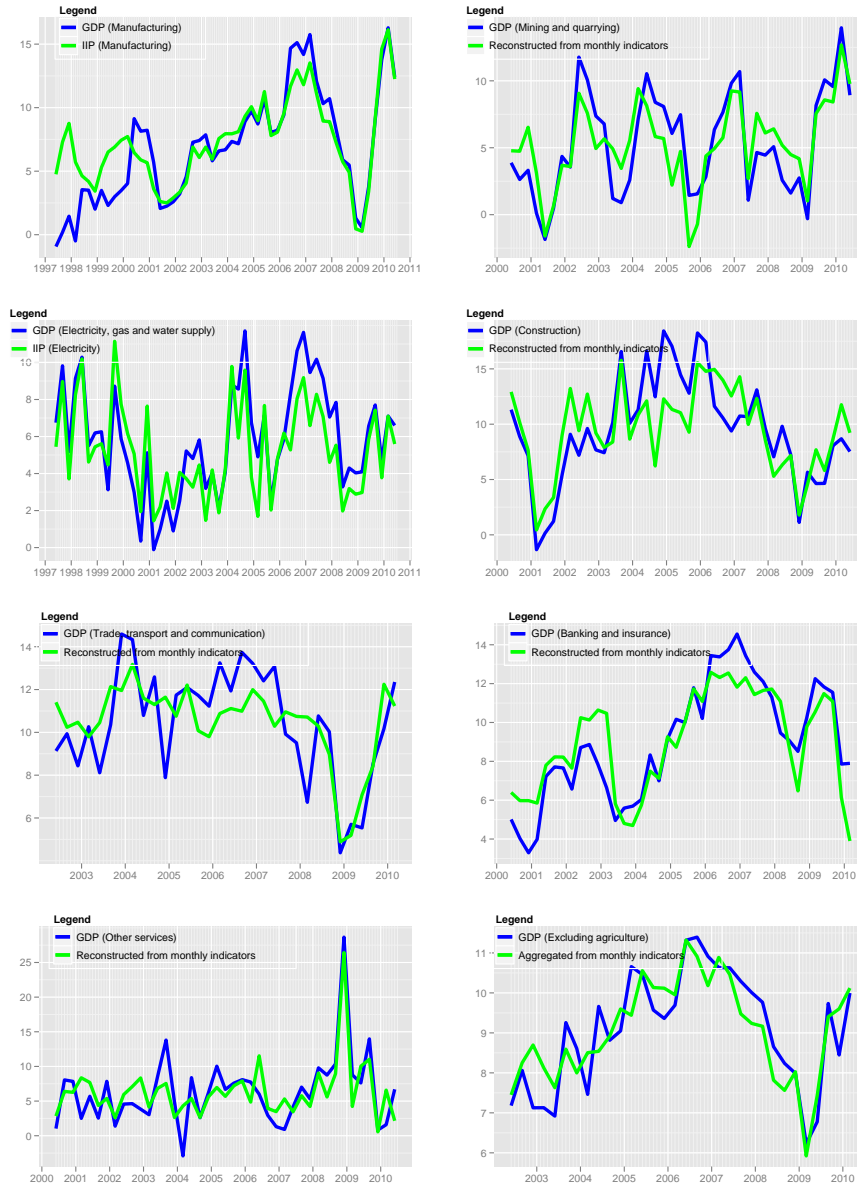 Legend
GDP (Manufacturing)
IIP (Manufacturing)
15
10
5
0
1997 1998 1999 2000 2001 2002 2003 2004 2005 2006 2007 2008 2009 2010 2011
Legend
GDP (Mining and quarrying)
Reconstructed from monthly indicators
10
5
0
2000 2001 2002 2003 2004 2005 2006 2007 2008 2009 2010
Legend
GDP (Electricity, gas and water supply)
IIP (Electricity)
10
8
6
4
2
0
1997 1998 1999 2000 2001 2002 2003 2004 2005 2006 2007 2008 2009 2010 2011
Legend
GDP (Construction)
Reconstructed from monthly indicators
15
10
5
0
2000 2001 2002 2003 2004 2005 2006 2007 2008 2009 2010
Legend
GDP (Trade, transport and communication)
Reconstructed from monthly indicators
14
12
10
8
6
2003 2004 2005 2006 2007 2008 2009 2010
Legend
GDP (Banking and insurance)
Reconstructed from monthly indicators
14
12
10
8
6
4
2000 2001 2002 2003 2004 2005 2006 2007 2008 2009 2010
Legend
GDP (Other services)
Reconstructed from monthly indicators
25
20
15
10
5
0
2000 2001 2002 2003 2004 2005 2006 2007 2008 2009 2010
Legend
GDP (Excluding agriculture)
Aggregated from monthly indicators
11
10
9
8
7
6
2003 2004 2005 2006 2007 2008 2009 2010